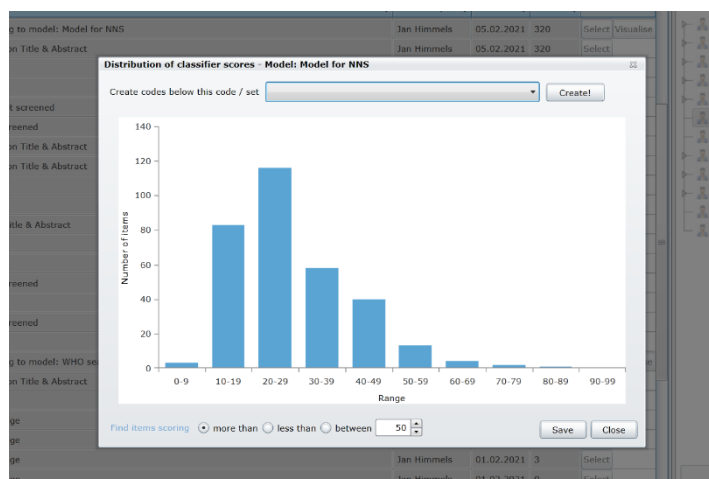 g to model: Model for NNS Jan Himmels 05.02.2021 320 Select Visualise
on Title & Abstract Jan Himmels 05.02.2021 320 Select
Distribution of classifier scores - Model: Model for NNS
Create codes below this code / set Create!
t screened
reened
on Title & Abstract
on Title & Abstract
itle & Abstract
reened
creened
g to model: WHO sea
on Title & Abstract
ge
ge
ge
Number of items
140
120
100
80
60
40
20
0
0-9 10-19 20-29 30-39 40-49 50-59 60-69 70-79 80-89 90-99
Range
Find items scoring more than less than between 50
Save Close
Jan Himmels 01.02.2021 3 Select